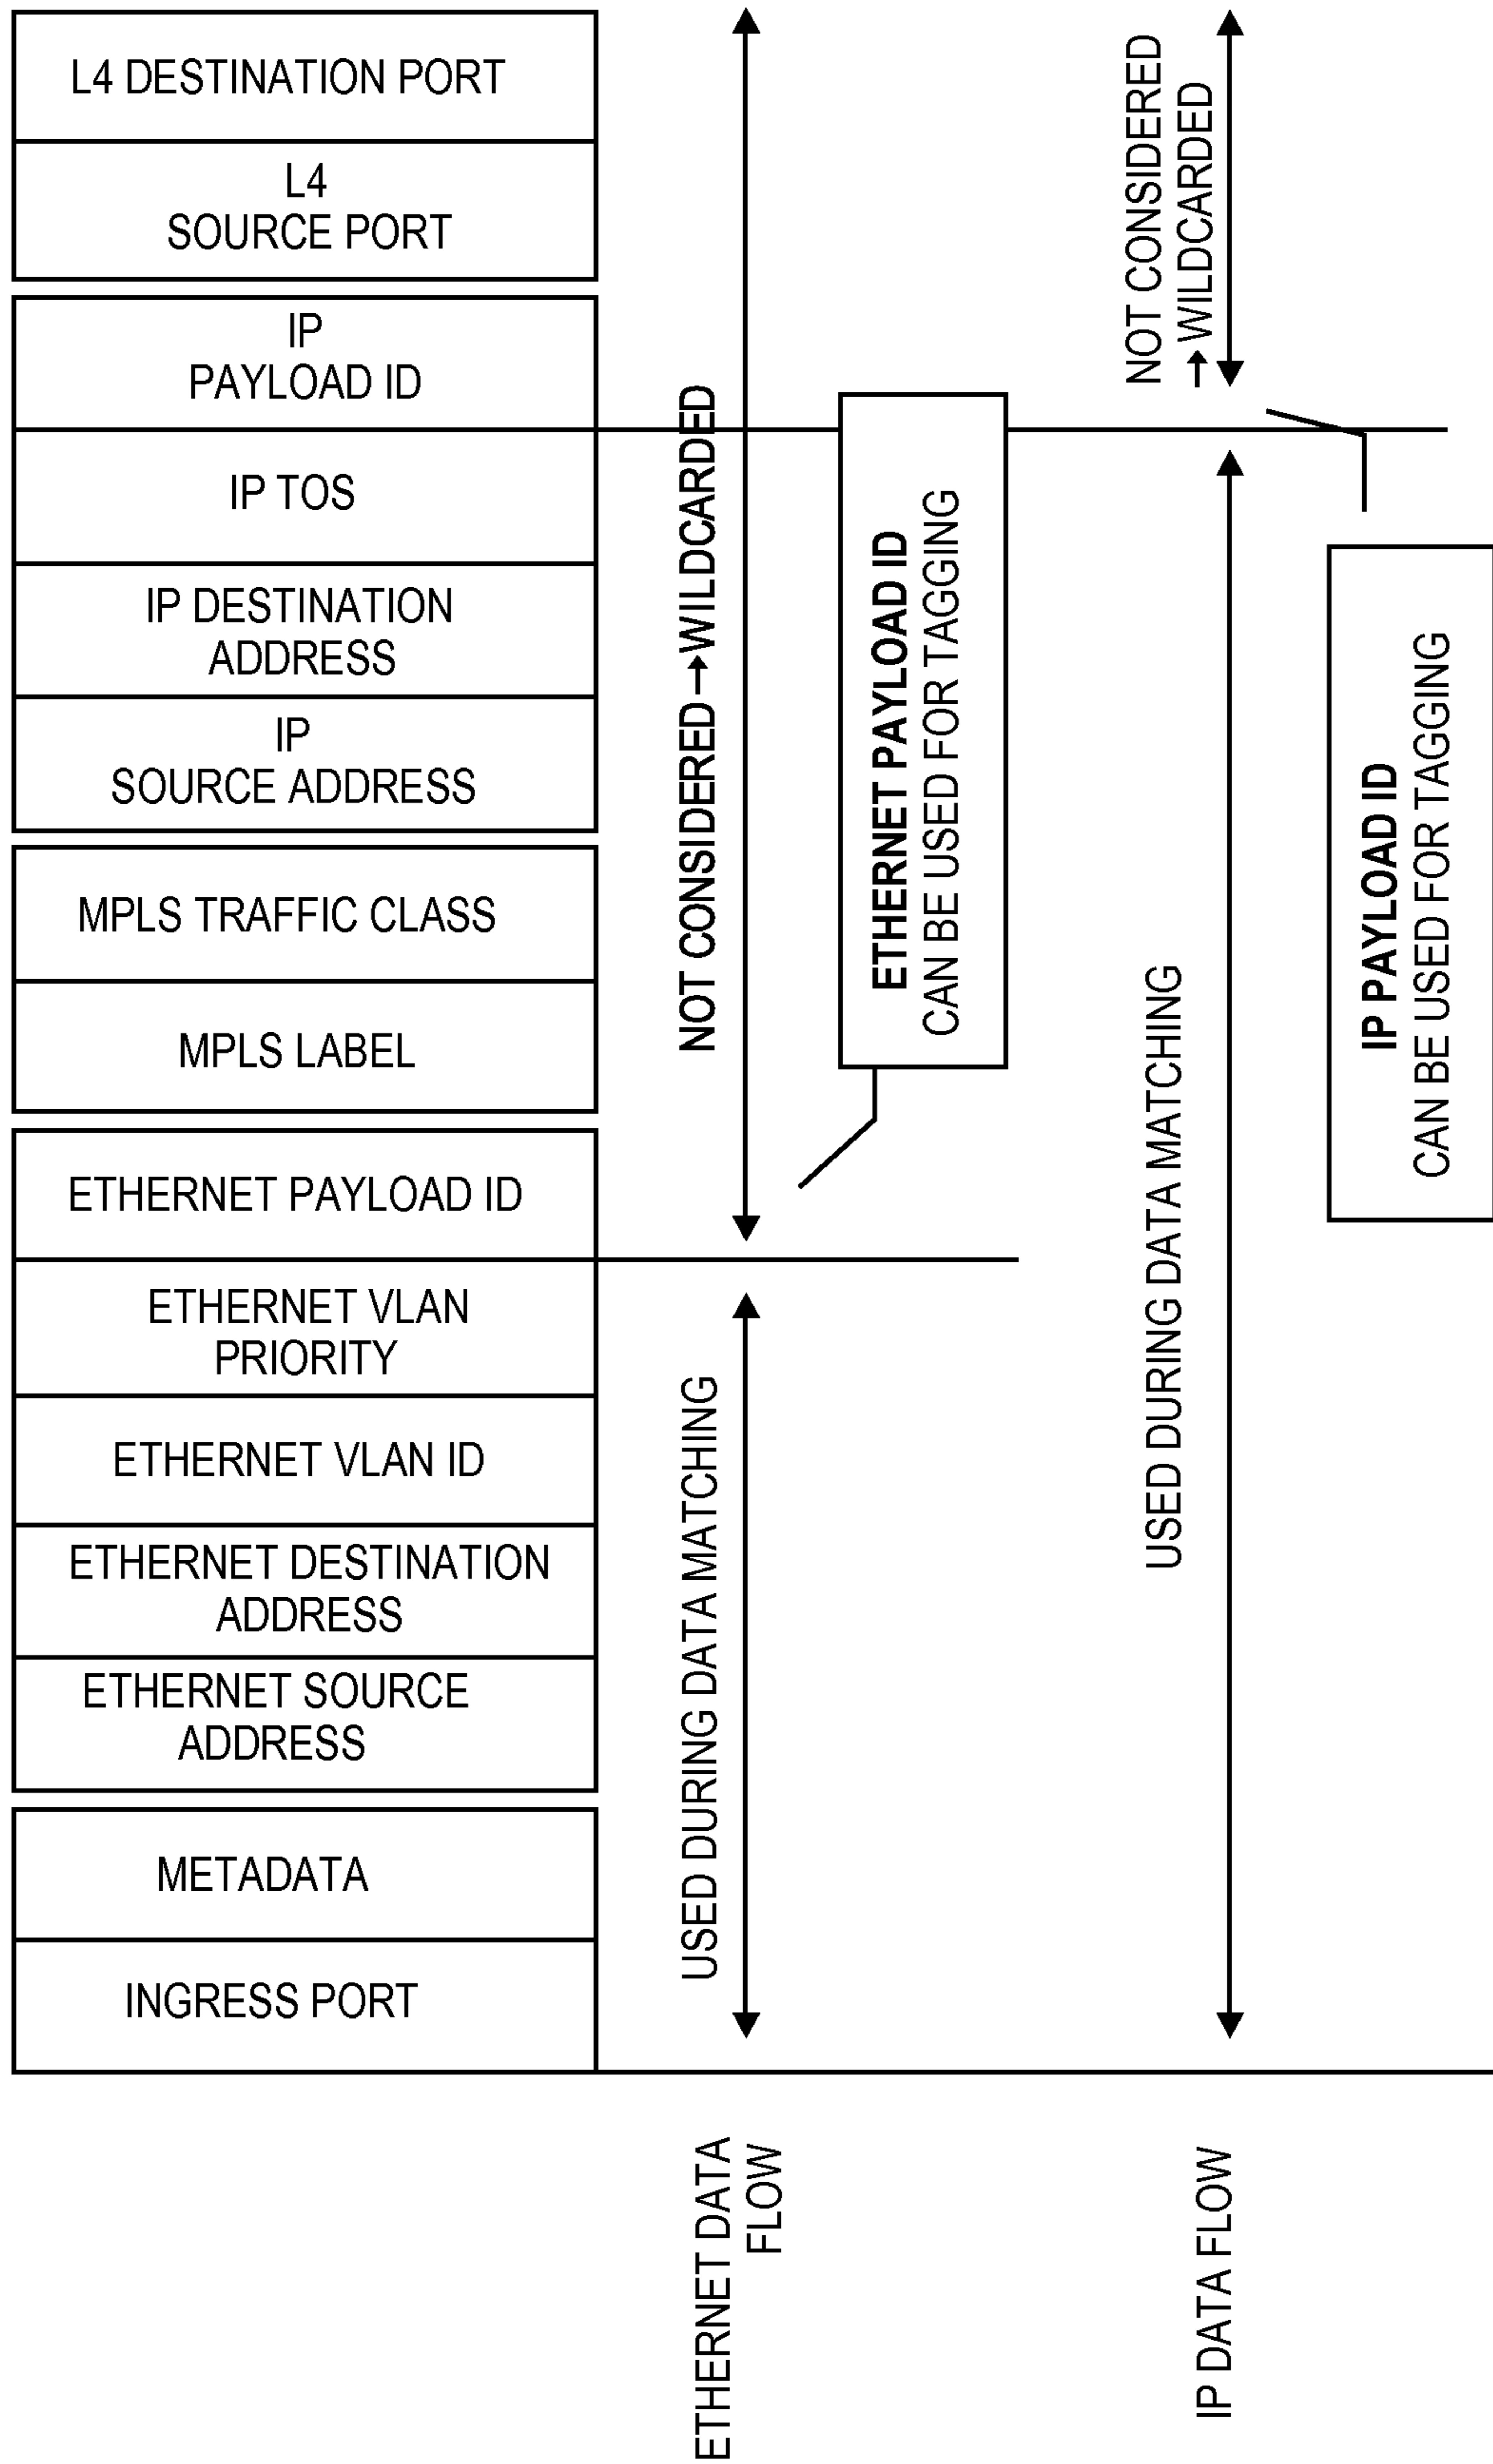 L4 DESTINATION PORT
L4
SOURCE PORT
IP
PAYLOAD ID
IP TOS
IP DESTINATION
ADDRESS
IP
SOURCE ADDRESS
MPLS TRAFFIC CLASS
MPLS LABEL
ETHERNET PAYLOAD ID
ETHERNET VLAN
PRIORITY
ETHERNET VLAN ID
ETHERNET DESTINATION
ADDRESS
ETHERNET SOURCE
ADDRESS
METADATA
INGRESS PORT
ETHERNET DATA
FLOW
USED DURING DATA MATCHING
NOT CONSIDERED→WILDCARDED
ETHERNET PAYLOAD ID
CAN BE USED FOR TAGGING
IP DATA FLOW
USED DURING DATA MATCHING
NOT CONSIDERED
→WILDCARDED
IP PAYLOAD ID
CAN BE USED FOR TAGGING